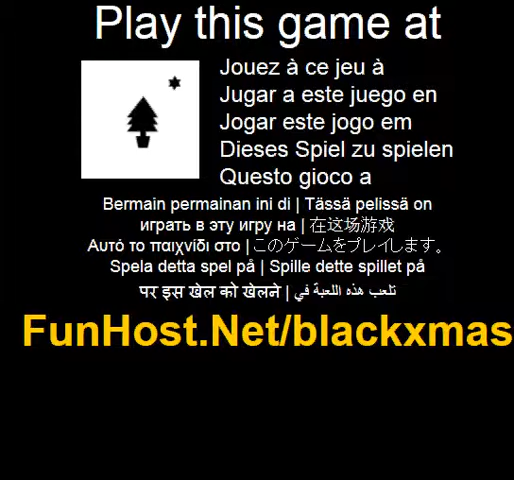 Play this game at
Jouez à ce jeu à
Jugar a este juego en
Jogar este jogo em
Dieses Spiel zu spielen
Questo gioco a
Bermain permainan ini di | Tässä pelissä on
играть в эту игру на | 在这场游戏
Αυτό το παιχνίδι στο | このゲームをプレイします。
Spela detta spel på | Spille dette spillet på
पर इस खेल को खेलने | تلعب هذه اللعبة في
FunHost.Net/blackxmas